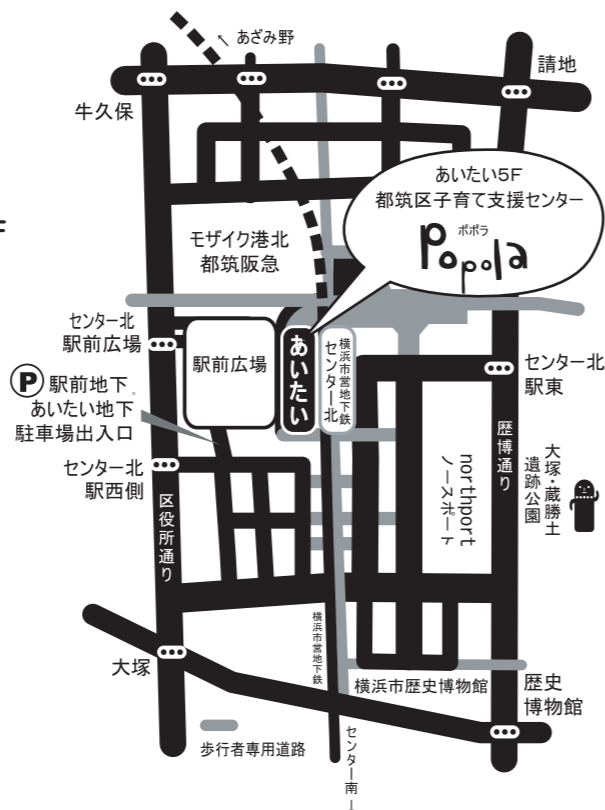 ← あざみ野
請地
牛久保
あいたい5F
都筑区子育て支援センター
ポポラ
Popola
モザイク港北
都筑阪急
センター北
駅前広場
駅前広場
あいたい
横浜市営地下鉄
センター北
センター北
駅東
P 駅前地下
あいたい地下
駐車場出入口
センター北
駅西側
区役所通り
northport
ノースポート
歴博通り
大塚・蔵勝土
遺跡公園
大塚
横浜市営地下鉄
横浜市歴史博物館
歴史
博物館
歩行者専用道路
センター南→